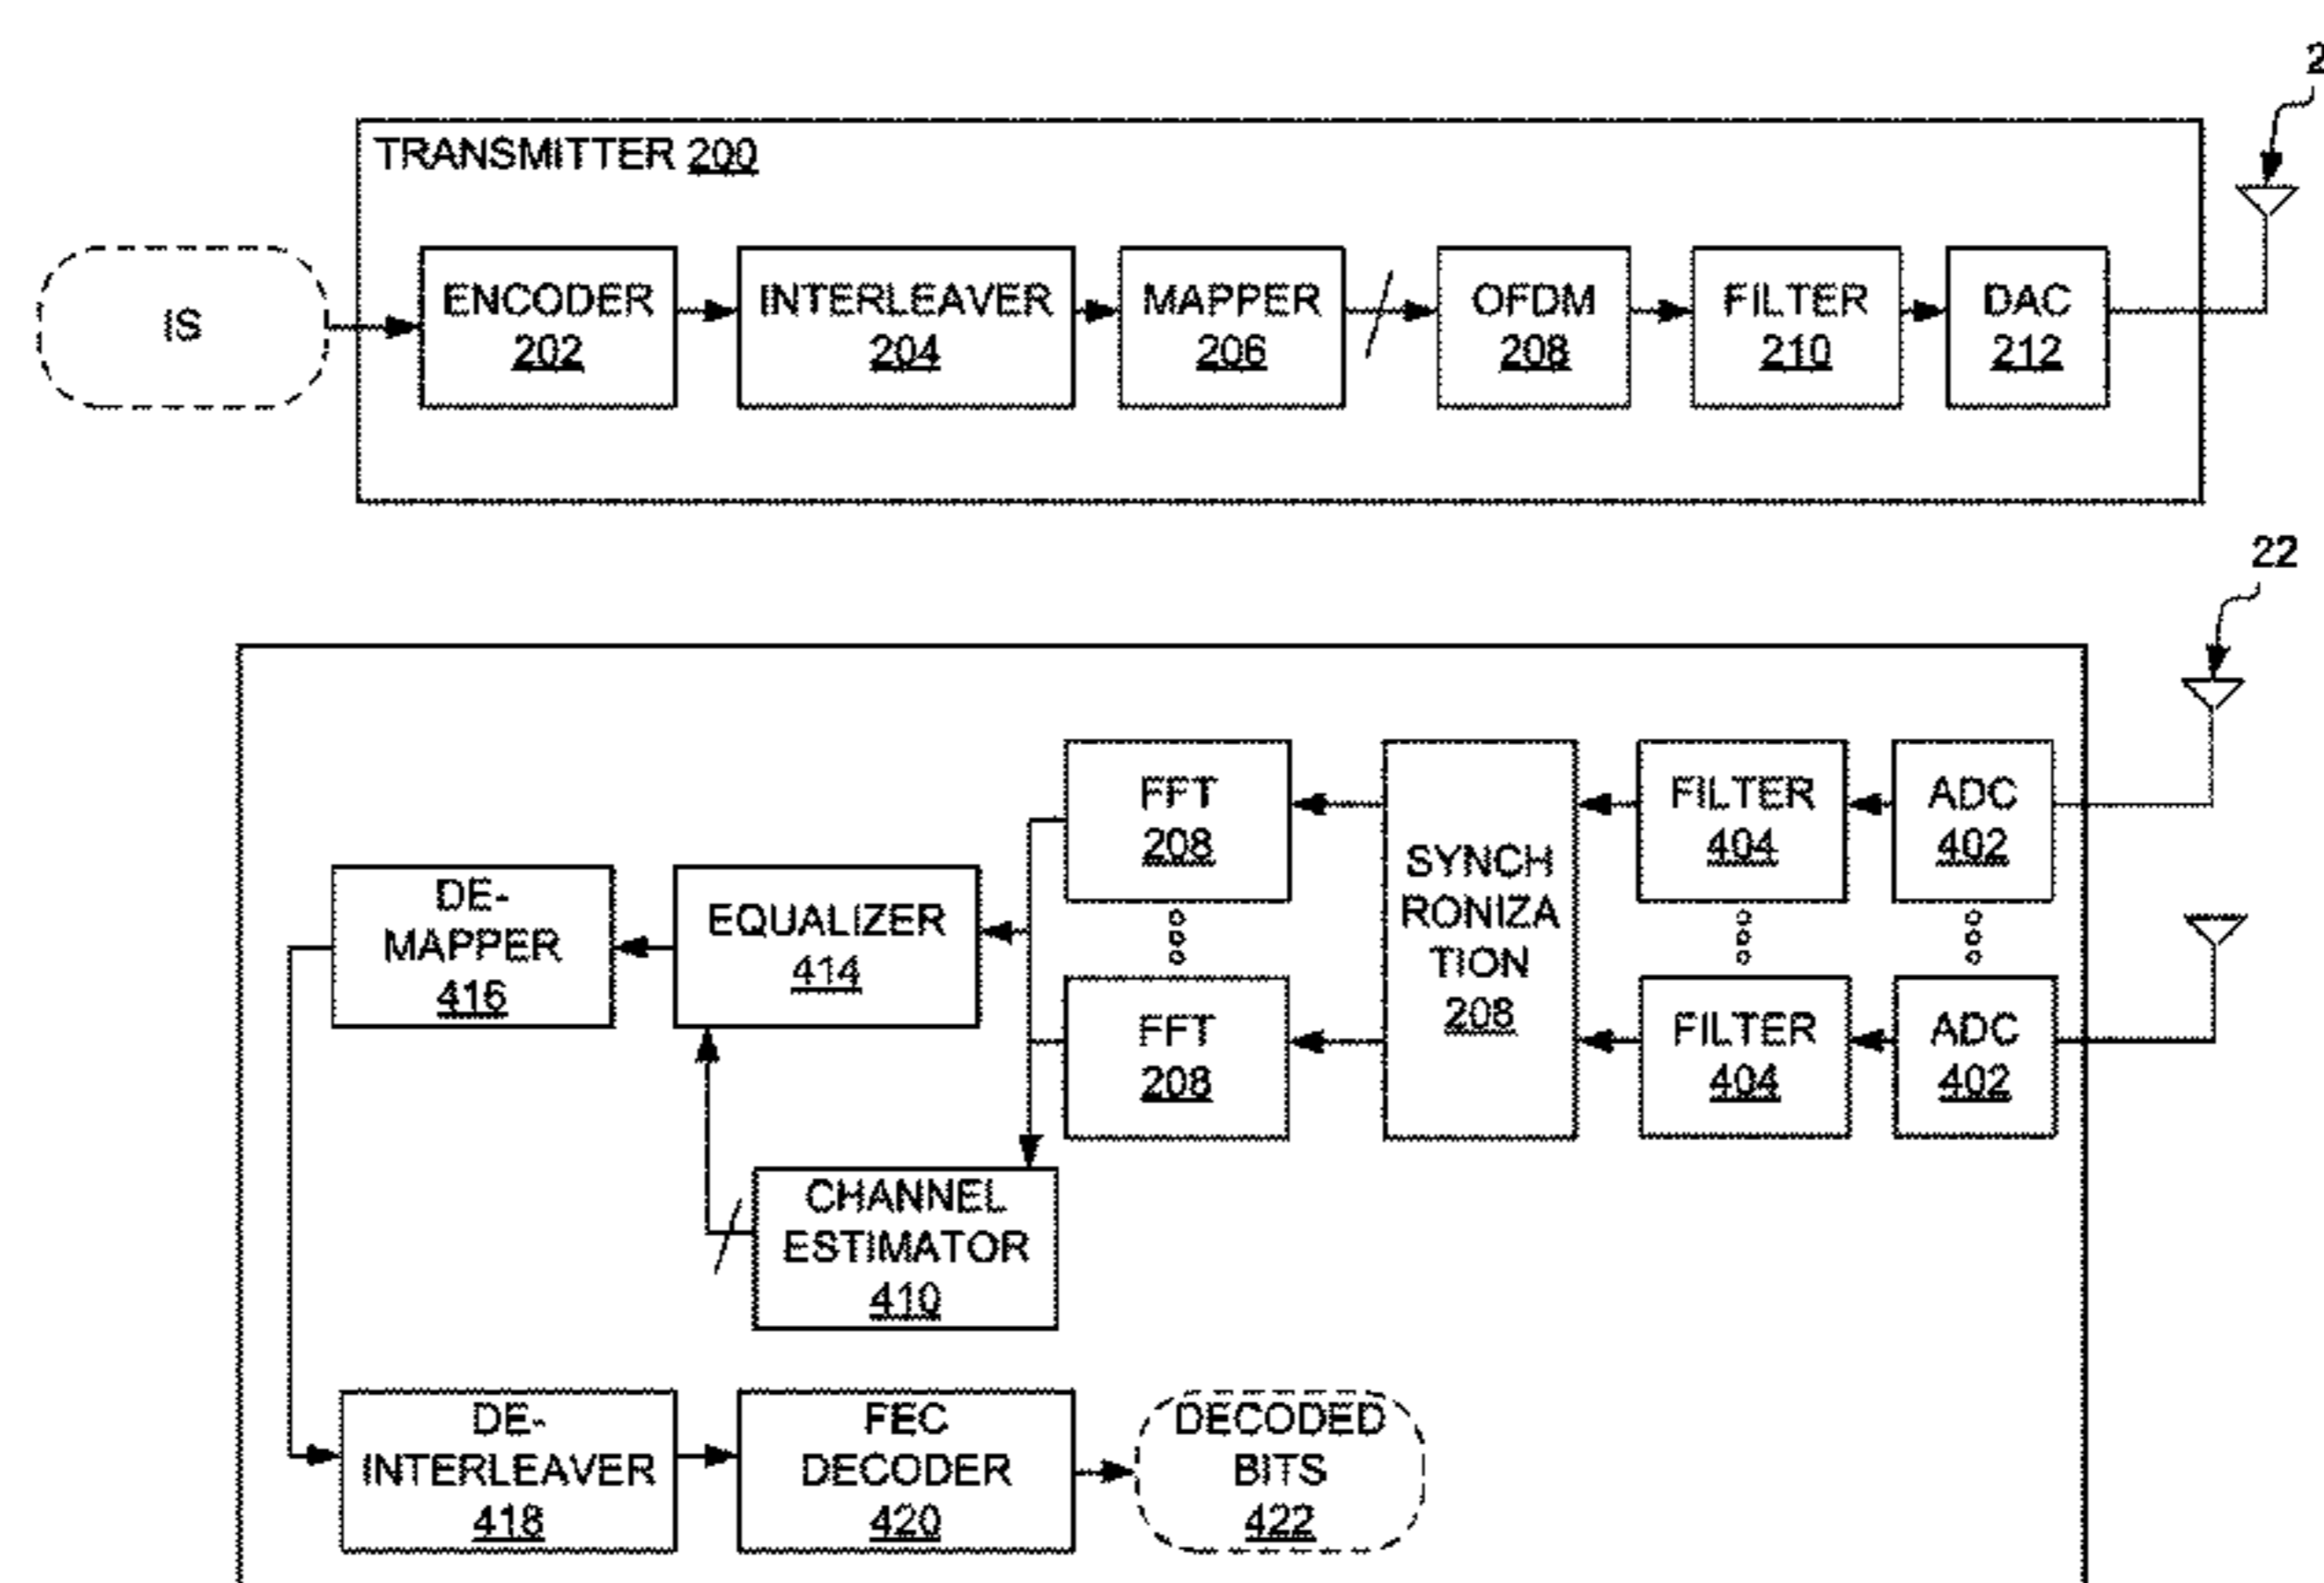 2
TRANSMITTER 200
IS
ENCODER
202
INTERLEAVER
204
MAPPER
206
OFDM
208
FILTER
210
DAC
212
22
FFT
208
SYNCH
RONIZA
TION
208
FILTER
404
ADC
402
DE-
MAPPER
416
EQUALIZER
414
FFT
208
FILTER
404
ADC
402
CHANNEL
ESTIMATOR
410
DE-
INTERLEAVER
418
FEC
DECODER
420
DECODED
BITS
422